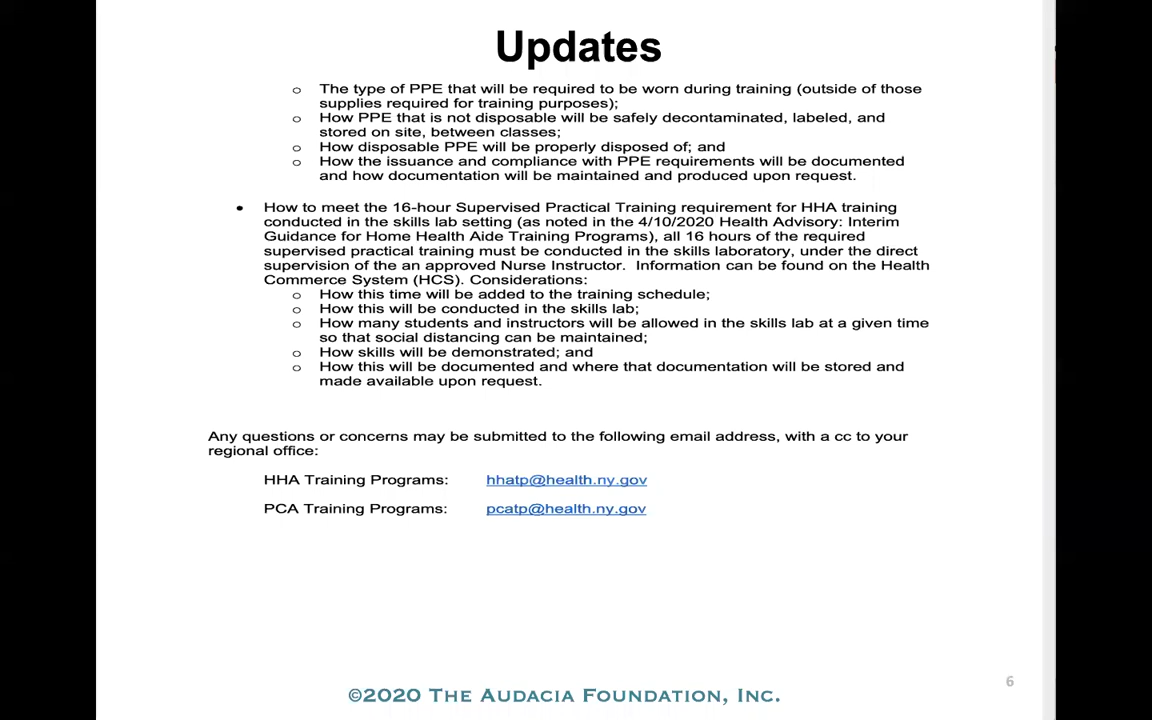 Updates
o The type of PPE that will be required to be worn during training (outside of those
supplies required for training purposes);
o How PPE that is not disposable will be safely decontaminated, labeled, and
stored on site, between classes;
o How disposable PPE will be properly disposed of; and
o How the issuance and compliance with PPE requirements will be documented
and how documentation will be maintained and produced upon request.
• How to meet the 16-hour Supervised Practical Training requirement for HHA training
conducted in the skills lab setting (as noted in the 4/10/2020 Health Advisory: Interim
Guidance for Home Health Aide Training Programs), all 16 hours of the required
supervised practical training must be conducted in the skills laboratory, under the direct
supervision of the an approved Nurse Instructor. Information can be found on the Health
Commerce System (HCS). Considerations:
o How this time will be added to the training schedule;
o How this will be conducted in the skills lab;
o How many students and instructors will be allowed in the skills lab at a given time
so that social distancing can be maintained;
o How skills will be demonstrated; and
o How this will be documented and where that documentation will be stored and
made available upon request.
Any questions or concerns may be submitted to the following email address, with a cc to your
regional office:
HHA Training Programs: hhatp@health.ny.gov
PCA Training Programs: pcatp@health.ny.gov
6
©2020 The Audacia Foundation, Inc.